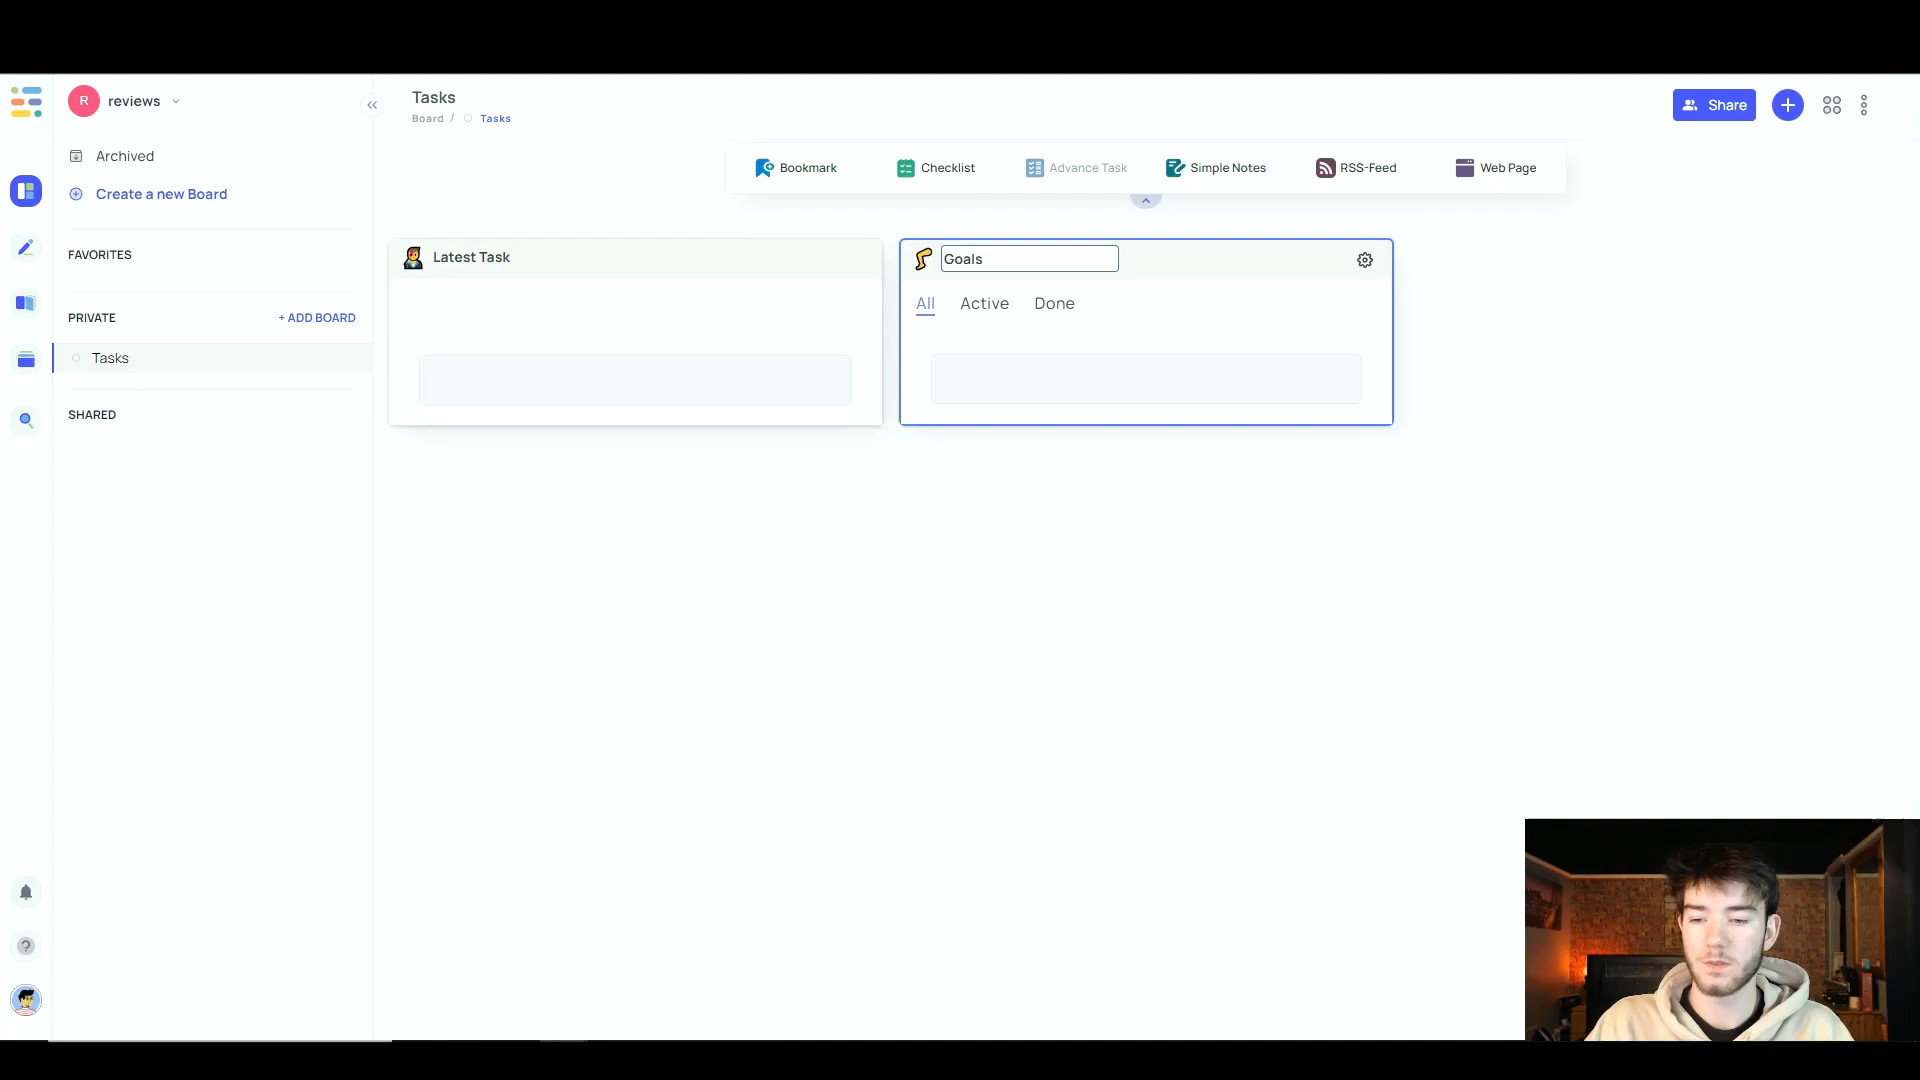 R reviews
Archived
Create a new Board
FAVORITES
PRIVATE
+ ADD BOARD
Tasks
SHARED
Tasks
Board / Tasks
Share
Bookmark
Checklist
Advance Task
Simple Notes
RSS-Feed
Web Page
Latest Task
Goals
All
Active
Done